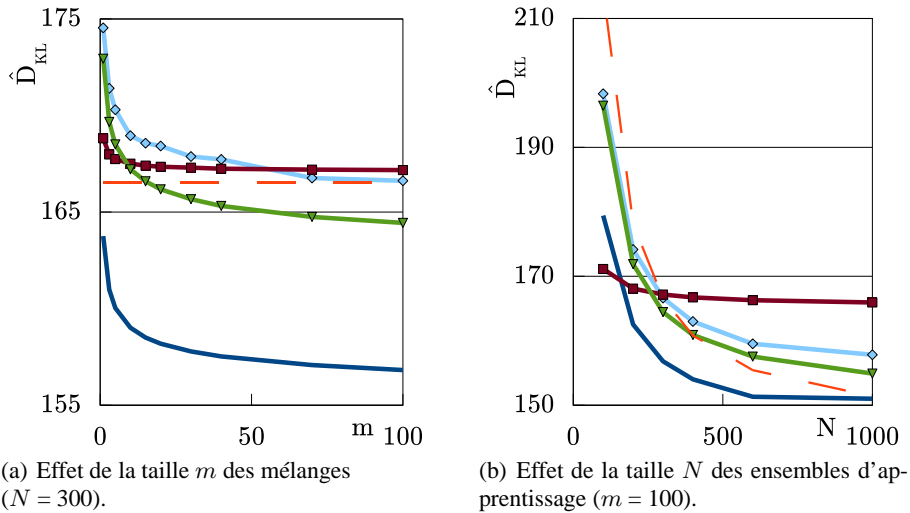 175
165
155
D̂KL
0
50
m
100
(a) Effet de la taille m des mélanges
(N = 300).
210
190
170
150
D̂KL
0
500
N
1000
(b) Effet de la taille N des ensembles d'ap-
prentissage (m = 100).